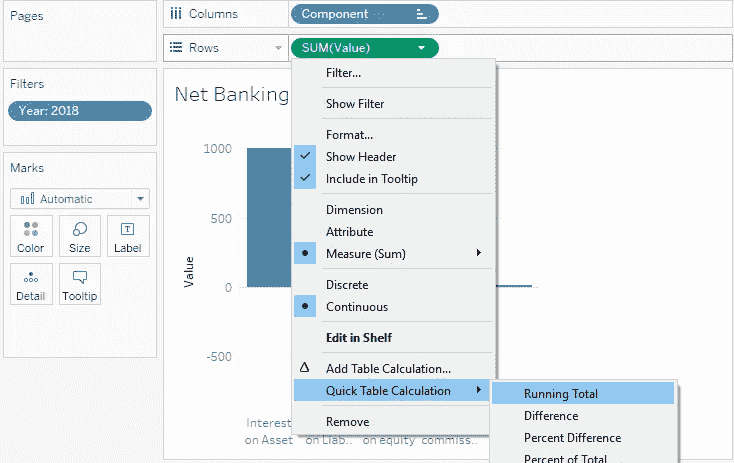 Pages
Columns
Component
Rows
SUM(Value)
Filters
Year: 2018
Marks
Automatic
Color
Size
Label
Detail
Tooltip
Net Banking
1000
500
0
-500
Value
Interest
on Asset
on Liab..
on equity
commiss..
Filter...
Show Filter
Format...
Show Header
Include in Tooltip
Dimension
Attribute
Measure (Sum)
Discrete
Continuous
Edit in Shelf
Add Table Calculation...
Quick Table Calculation
Remove
Running Total
Difference
Percent Difference
Percent of Total